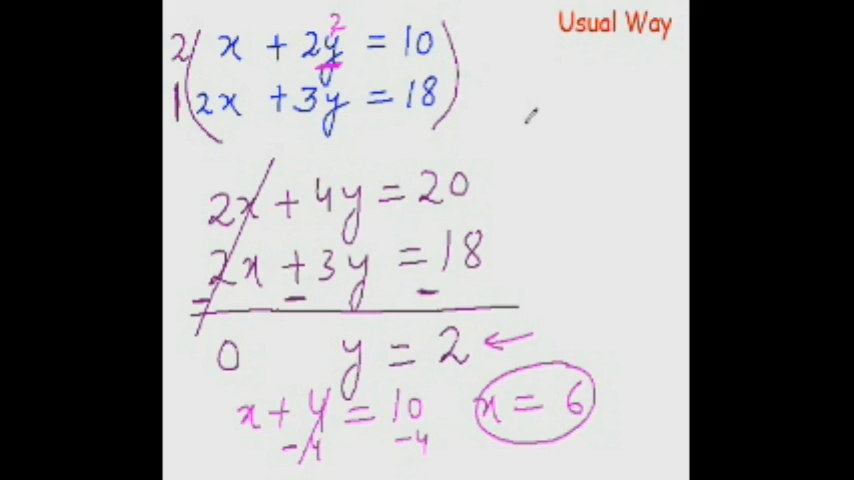 Usual Way
2( x + 2y = 10
2
1( 2x + 3y = 18 )
2x + 4y = 20
2x + 3y = 18
- - -
0 y = 2 ←
x + 4 = 10 x = 6
-4 -4